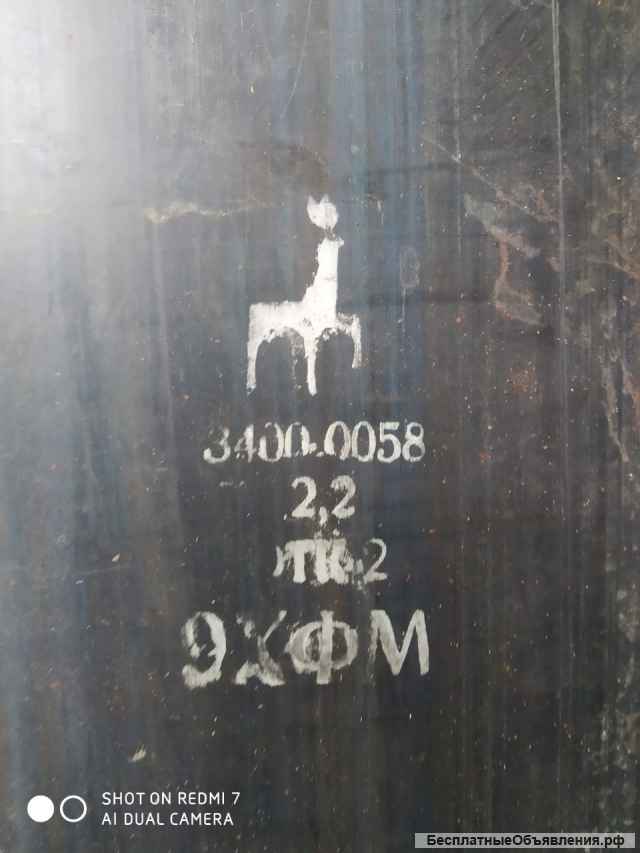 3400-0058
2,2
9ХФМ
SHOT ON REDMI 7
AI DUAL CAMERA
БесплатныеОбъявления.рф